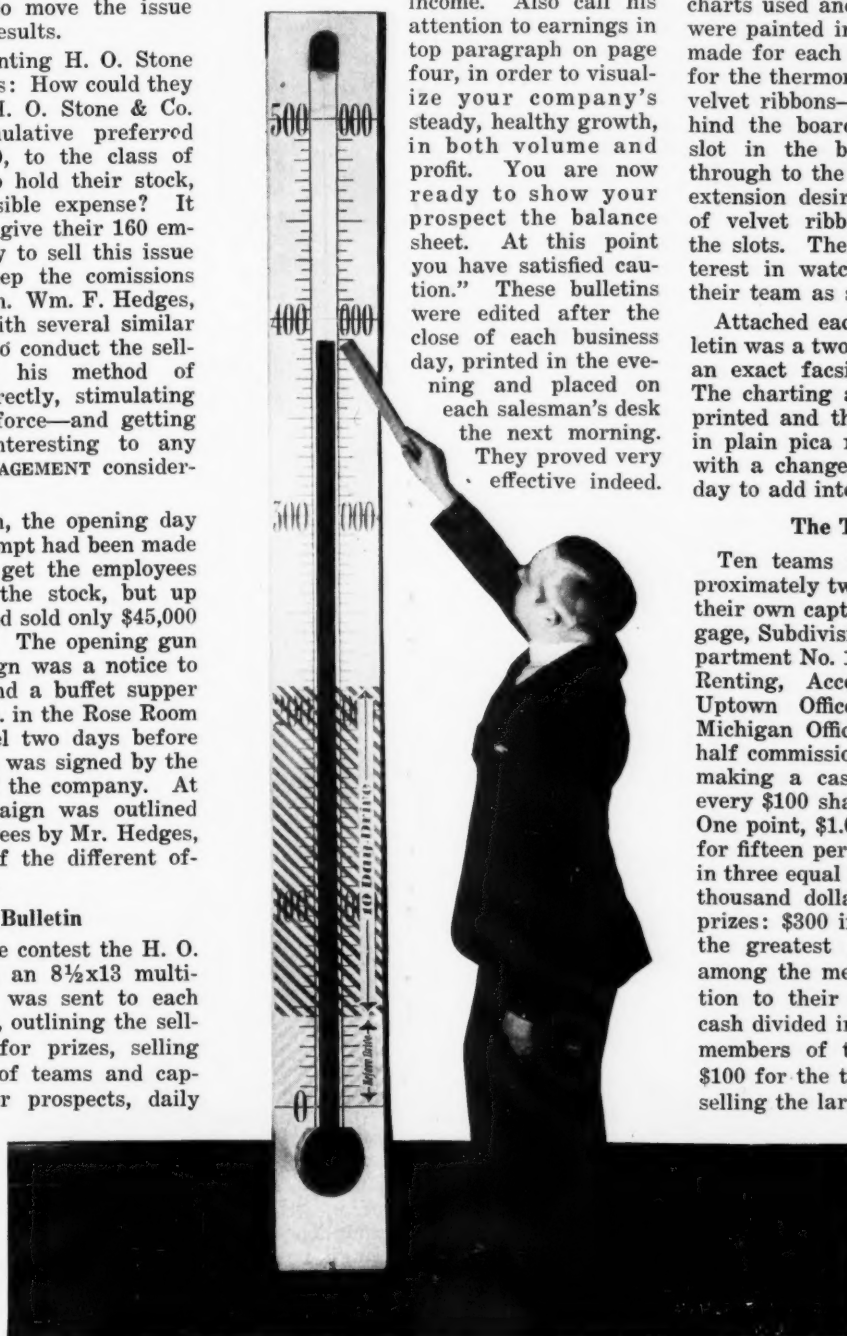 to move the issue
esults.
nting H. O. Stone
s: How could they
H. O. Stone & Co.
ulative preferred
0, to the class of
o hold their stock,
sible expense? It
give their 160 em-
y to sell this issue
ep the comissions
n. Wm. F. Hedges,
ith several similar
o conduct the sell-
his method of
rectly, stimulating
force—and getting
nteresting to any
AGEMENT consider-
n, the opening day
mpt had been made
get the employees
the stock, but up
d sold only $45,000
The opening gun
ign was a notice to
nd a buffet supper
. in the Rose Room
el two days before
was signed by the
the company. At
aign was outlined
ees by Mr. Hedges,
f the different of-
Bulletin
e contest the H. O.
an 8½x13 multi-
was sent to each
, outlining the sell-
for prizes, selling
of teams and cap-
r prospects, daily
500 000
400 000
300 000
100
10 Day Drive
Before Drive
0
income. Also call his
attention to earnings in
top paragraph on page
four, in order to visual-
ize your company's
steady, healthy growth,
in both volume and
profit. You are now
ready to show your
prospect the balance
sheet. At this point
you have satisfied cau-
tion." These bulletins
were edited after the
close of each business
day, printed in the eve-
ning and placed on
each salesman's desk
the next morning.
They proved very
effective indeed.
charts used and
were painted in
made for each
for the thermor
velvet ribbons—
hind the board
slot in the b
through to the
extension desir
of velvet ribb
the slots. The
terest in watc
their team as s
Attached eac
letin was a two
an exact facsi
The charting a
printed and th
in plain pica r
with a change
day to add inte
The T
Ten teams
proximately tw
their own capt
gage, Subdivis
partment No. 1
Renting, Acc
Uptown Office
Michigan Offic
half commissio
making a cas
every $100 sha
One point, $1.0
for fifteen per
in three equal
thousand dolla
prizes: $300 i
the greatest
among the me
tion to their
cash divided in
members of t
$100 for the t
selling the lar